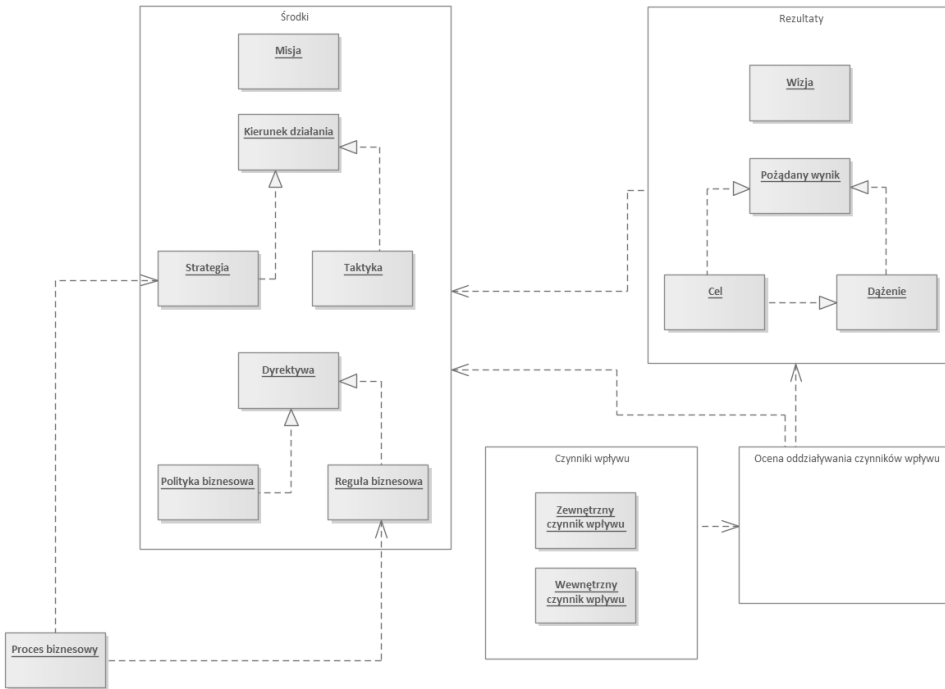 Środki
Misja
Kierunek działania
Strategia
Taktyka
Dyrektywa
Polityka biznesowa
Reguła biznesowa
Proces biznesowy
Rezultaty
Wizja
Pożądany wynik
Cel
Dążenie
Czynniki wpływu
Zewnętrzny
czynnik wpływu
Wewnętrzny
czynnik wpływu
Ocena oddziaływania czynników wpływu